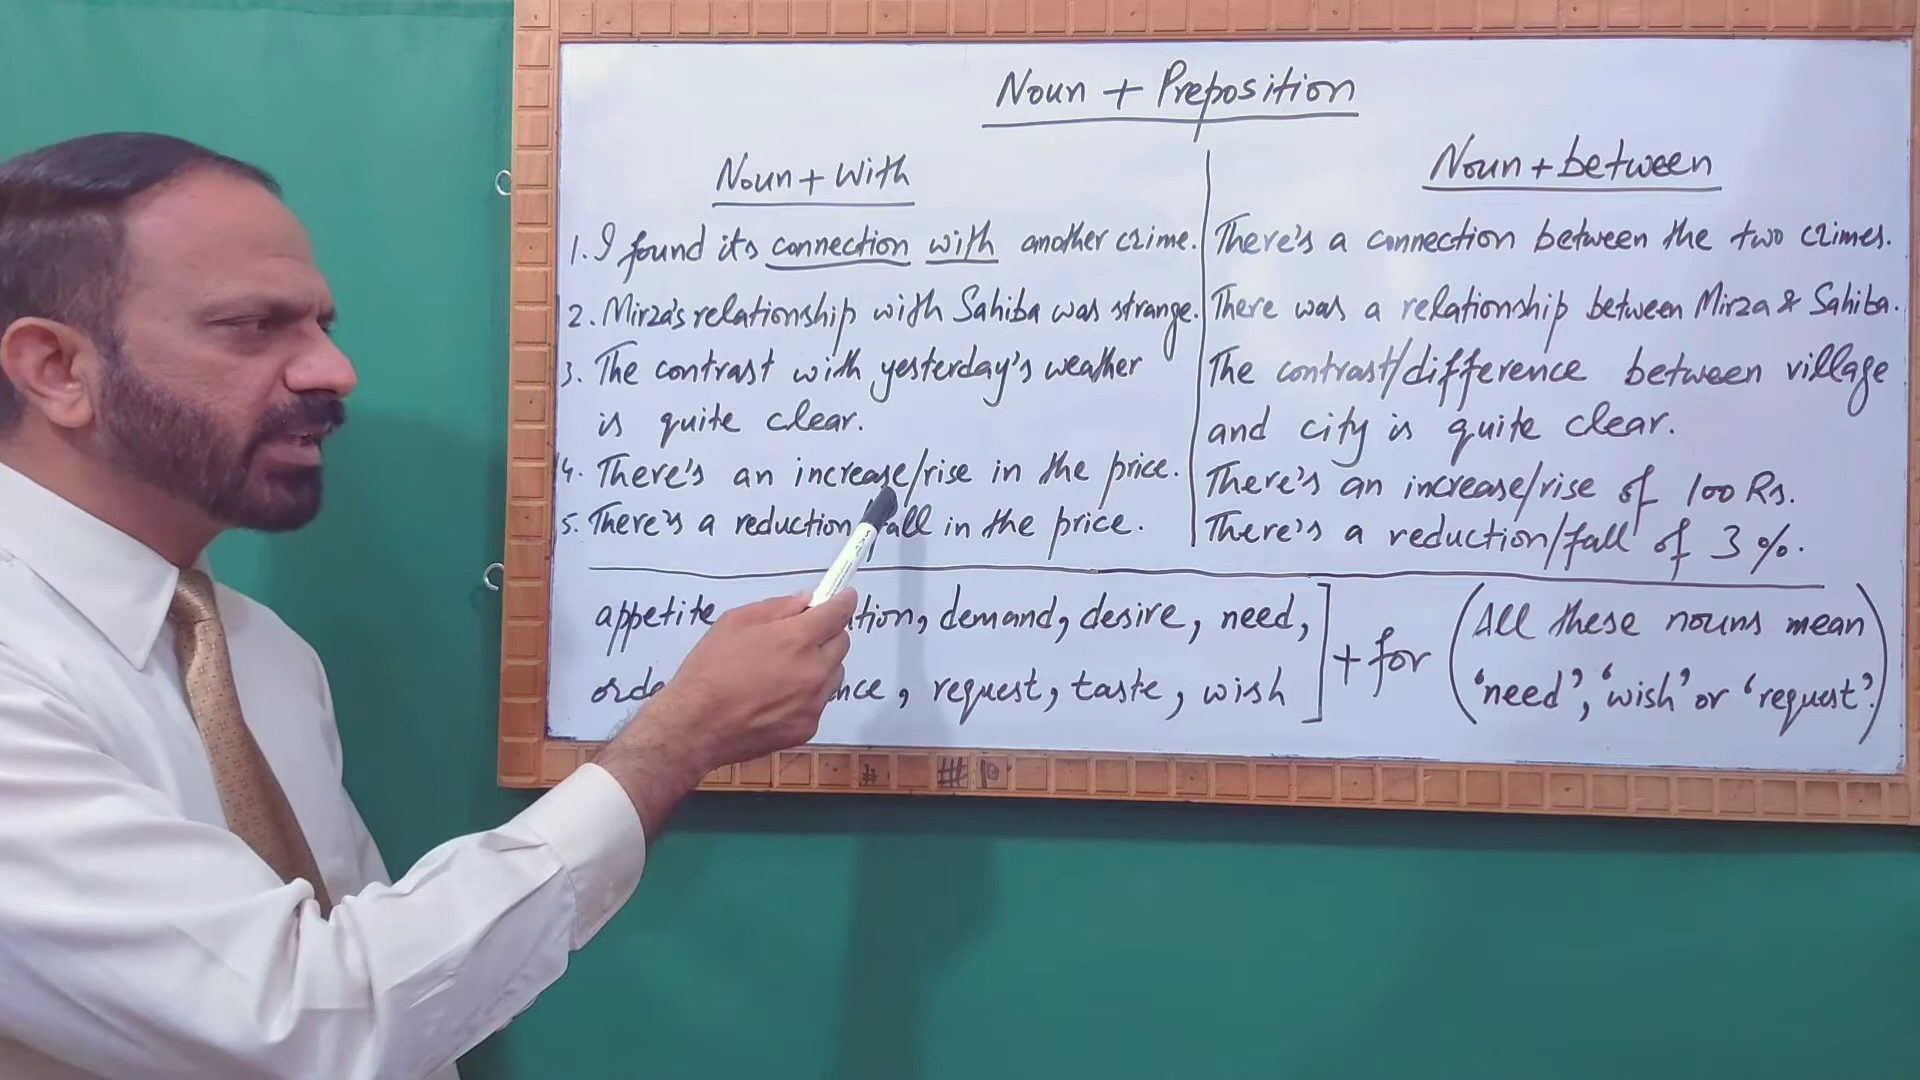 Noun + Preposition
Noun + With
1. I found its connection with another crime.
2. Mirza's relationship with Sahiba was strange.
3. The contrast with yesterday's weather
is quite clear.
4. There's an increase/rise in the price.
5. There's a reduction fall in the price.
Noun + between
There's a connection between the two crimes.
There was a relationship between Mirza & Sahiba.
The contrast/difference between village
and city is quite clear.
There's an increase/rise of 100 Rs.
There's a reduction/fall of 3 %.
appetite demand, desire, need,
request, taste, wish
+ for
(All these nouns mean
'need', 'wish' or 'request'.)